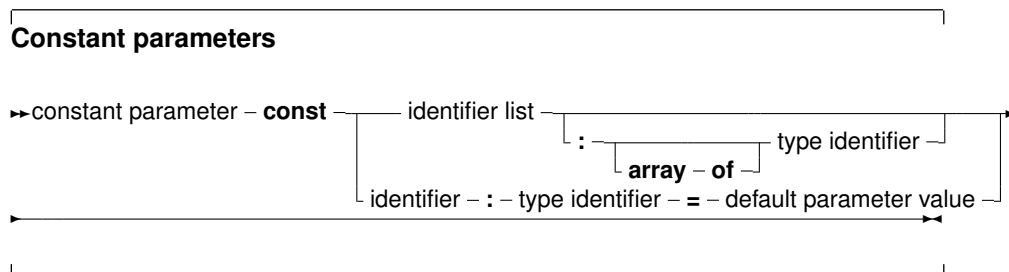 Constant parameters
constant parameter const identifier list
: type identifier
array of
identifier : type identifier = default parameter value